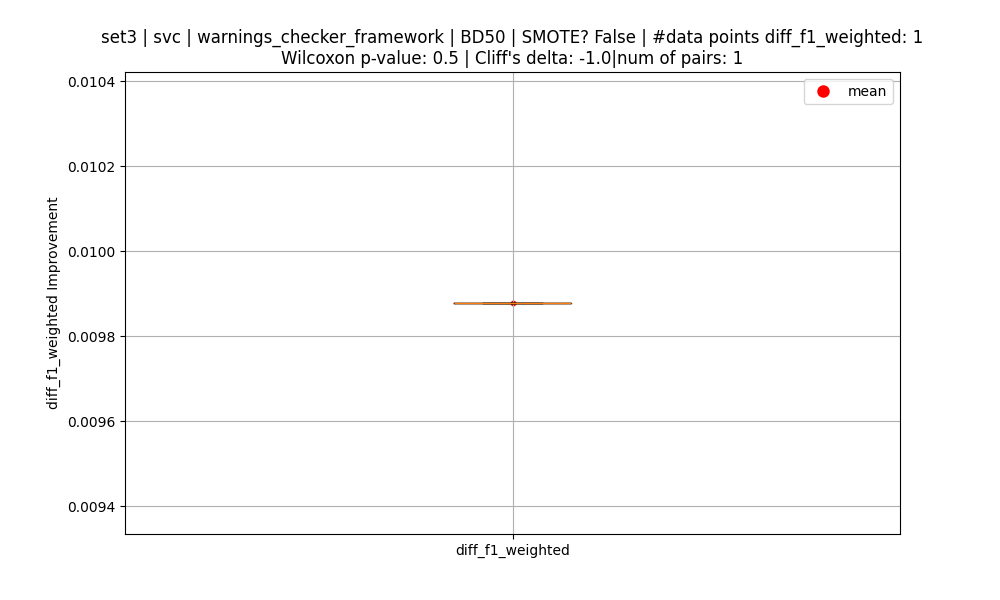 set3 | svc | warnings_checker_framework | BD50 | SMOTE? False | #data points diff_f1_weighted: 1
Wilcoxon p-value: 0.5 | Cliff's delta: -1.0|num of pairs: 1
mean
0.0104
0.0102
0.0100
0.0098
0.0096
0.0094
diff_f1_weighted Improvement
diff_f1_weighted